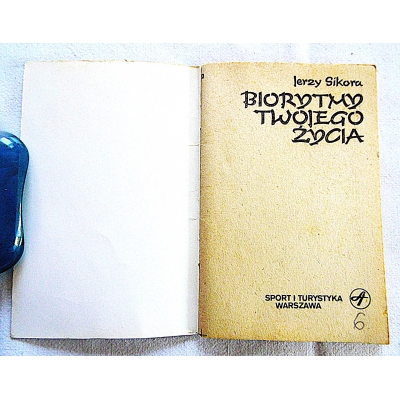 Jerzy Sikora
BIORYTMY
TWOJEGO
ŻYCIA
SPORT I TURYSTYKA
WARSZAWA
6